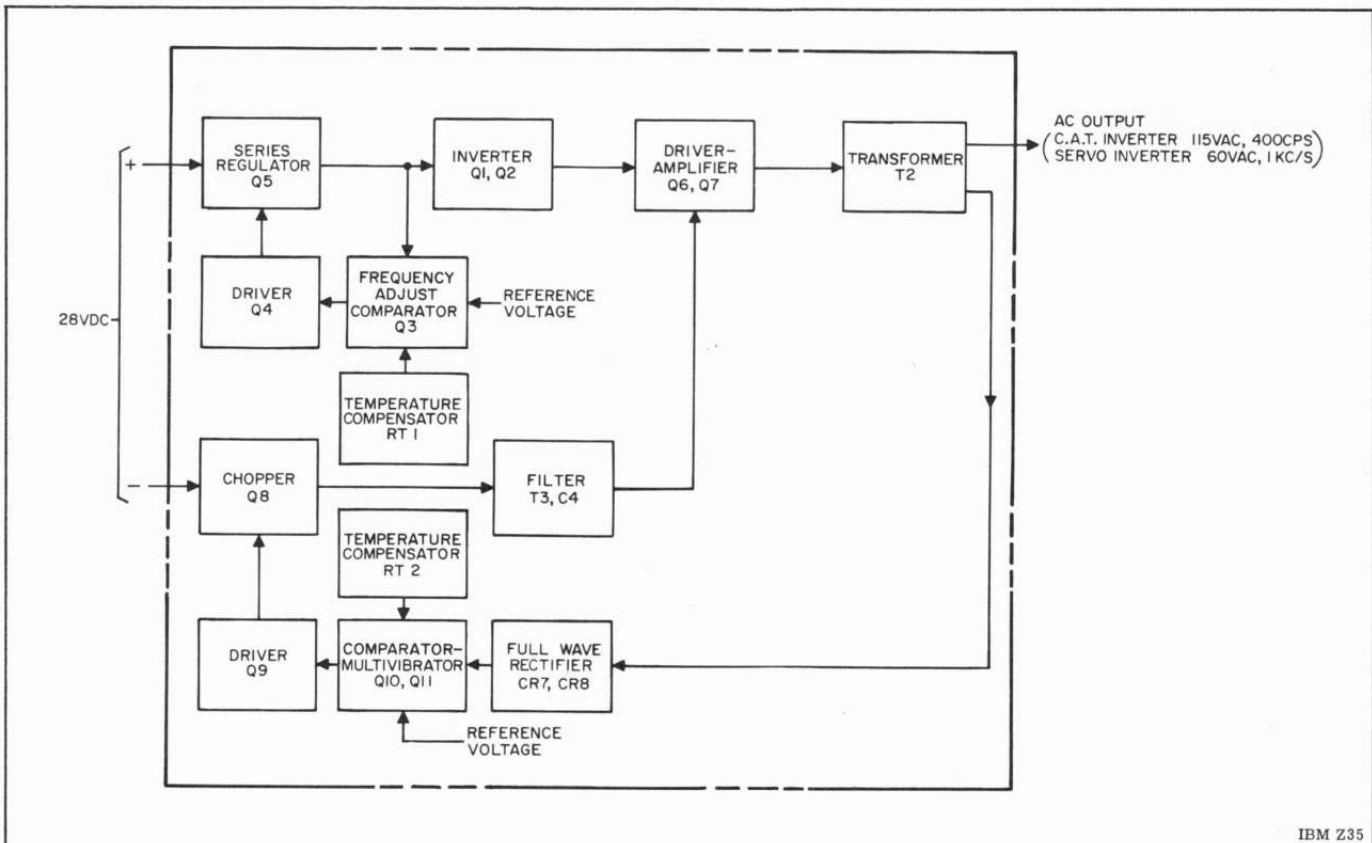 AC OUTPUT
(C.A.T. INVERTER 115VAC, 400CPS)
(SERVO INVERTER 60VAC, 1 KC/S)
+
SERIES
REGULATOR
Q5
INVERTER
Q1, Q2
DRIVER-
AMPLIFIER
Q6, Q7
TRANSFORMER
T2
DRIVER
Q4
FREQUENCY
ADJUST
COMPARATOR
Q3
REFERENCE
VOLTAGE
28VDC
TEMPERATURE
COMPENSATOR
RT 1
-
CHOPPER
Q8
FILTER
T3, C4
TEMPERATURE
COMPENSATOR
RT 2
DRIVER
Q9
COMPARATOR-
MULTIVIBRATOR
Q10, Q11
FULL WAVE
RECTIFIER
CR7, CR8
REFERENCE
VOLTAGE
IBM Z35